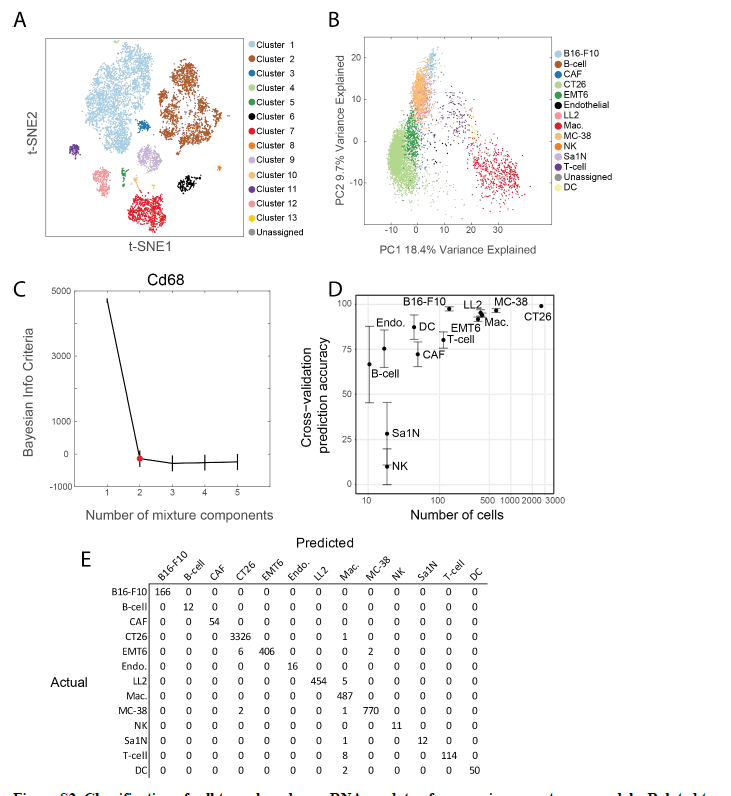 A
t-SNE2
t-SNE1
Cluster 1
Cluster 2
Cluster 3
Cluster 4
Cluster 5
Cluster 6
Cluster 7
Cluster 8
Cluster 9
Cluster 10
Cluster 11
Cluster 12
Cluster 13
Unassigned
B
PC2 9.7% Variance Explained
20
10
0
-10
-10 0 10 20 30
PC1 18.4% Variance Explained
B16-F10
B-cell
CAF
CT26
EMT6
Endothelial
LL2
Mac.
MC-38
NK
Sa1N
T-cell
Unassigned
DC
C
Cd68
Bayesian Info Criteria
5000
3000
1000
0
-1000
1 2 3 4 5
Number of mixture components
D
Cross-validation
prediction accuracy
100
75
50
25
0
B16-F10
LL2
MC-38
CT26
Endo.
DC
EMT6
Mac.
T-cell
CAF
B-cell
Sa1N
NK
10 100 500 1000 2000 3000
Number of cells
E
Predicted
B16-F10 B-cell CAF CT26 EMT6 Endo. LL2 Mac. MC-38 NK Sa1N T-cell DC
Actual
B16-F10 166 0 0 0 0 0 0 0 0 0 0 0 0
B-cell 0 12 0 0 0 0 0 0 0 0 0 0 0
CAF 0 0 54 0 0 0 0 0 0 0 0 0 0
CT26 0 0 0 3326 0 0 0 1 0 0 0 0 0
EMT6 0 0 0 6 406 0 0 0 2 0 0 0 0
Endo. 0 0 0 0 0 16 0 0 0 0 0 0 0
LL2 0 0 0 0 0 0 454 5 0 0 0 0 0
Mac. 0 0 0 0 0 0 0 487 0 0 0 0 0
MC-38 0 0 0 2 0 0 0 1 770 0 0 0 0
NK 0 0 0 0 0 0 0 0 0 11 0 0 0
Sa1N 0 0 0 0 0 0 0 1 0 0 12 0 0
T-cell 0 0 0 0 0 0 0 8 0 0 0 114 0
DC 0 0 0 0 0 0 0 2 0 0 0 0 50